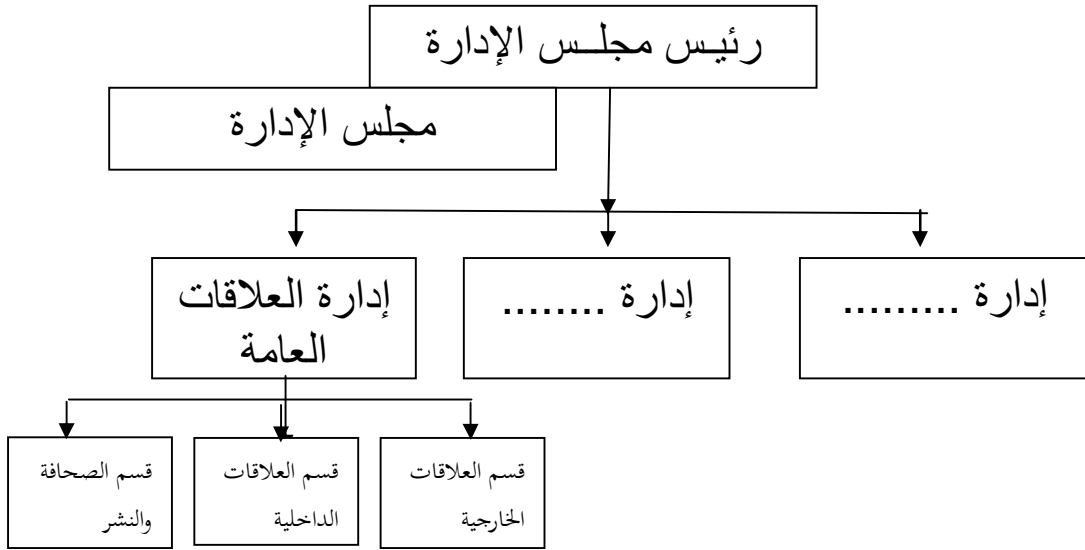 رئيس مجلس الإدارة
مجلس الإدارة
إدارة .........
إدارة ........
إدارة العلاقات
العامة
قسم العلاقات
الخارجية
قسم العلاقات
الداخلية
قسم الصحافة
والنشر